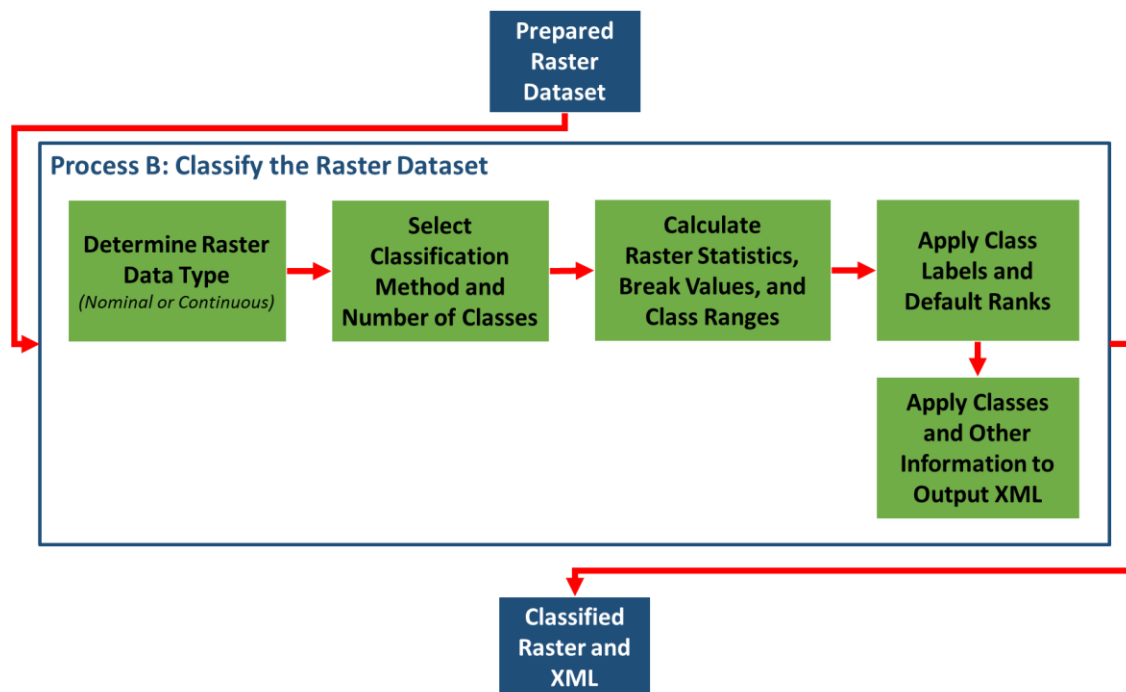 Prepared
Raster
Dataset
Process B: Classify the Raster Dataset
Determine Raster
Data Type
(Nominal or Continuous)
Select
Classification
Method and
Number of Classes
Calculate
Raster Statistics,
Break Values, and
Class Ranges
Apply Class
Labels and
Default Ranks
Apply Classes
and Other
Information to
Output XML
Classified
Raster and
XML